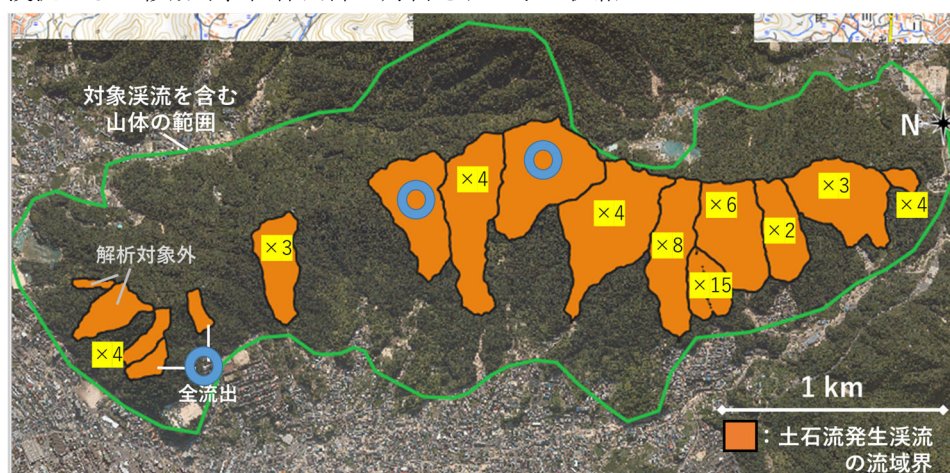 対象渓流を含む
山体の範囲
N
×4
×3
×6
×4
×4
×2
×3
×8
解析対象外
×15
×4
全流出
1 km
：土石流発生渓流
の流域界